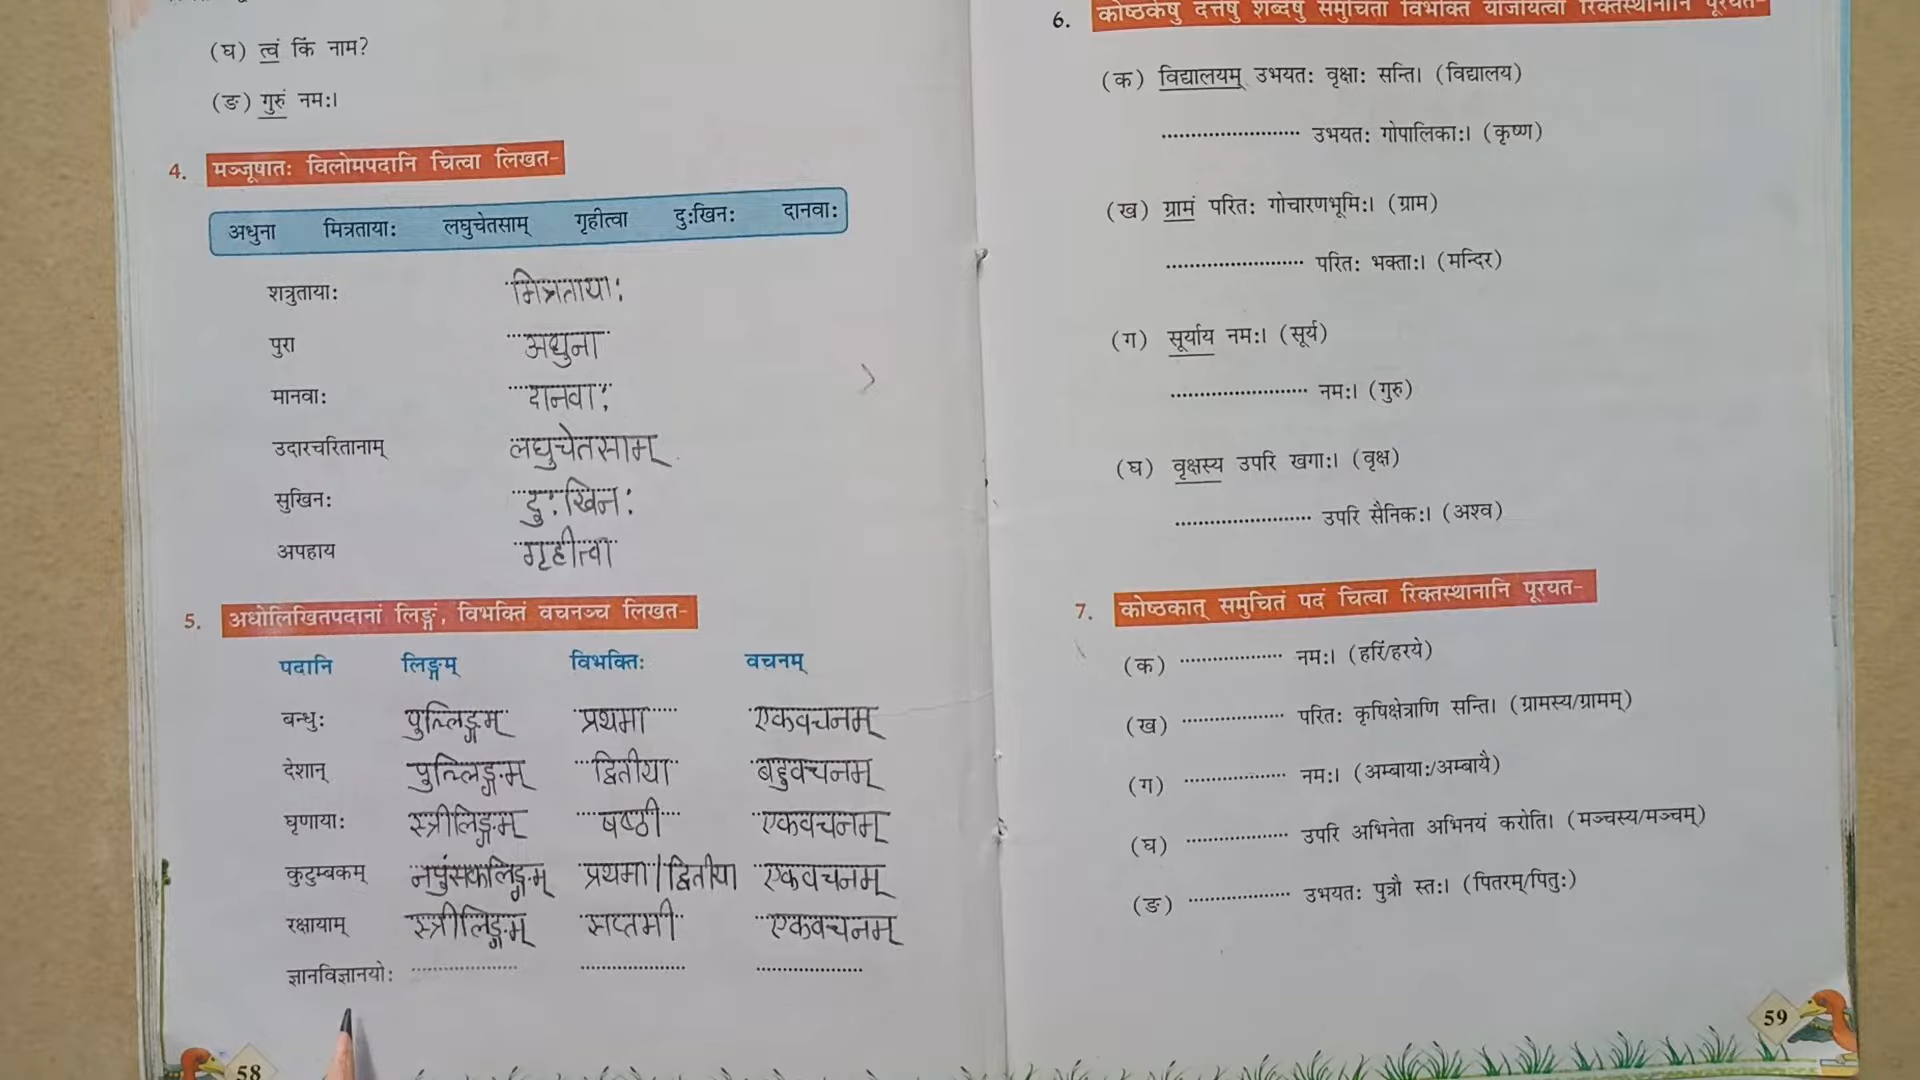 (घ) त्वं किं नाम?
(ङ) गुरुं नमः।
4. मञ्जूषातः विलोमपदानि चित्वा लिखत-
अधुना मित्रतायाः लघुचेतसाम् गृहीत्वा दुःखिनः दानवाः
शत्रुतायाः मित्रतायाः
पुरा अधुना
मानवाः दानवाः
उदारचरितानाम् लघुचेतसाम्
सुखिनः दुःखिनः
अपहाय गृहीत्वा
5. अधोलिखितपदानां लिङ्गं, विभक्तिं वचनञ्च लिखत-
पदानि लिङ्गम् विभक्तिः वचनम्
बन्धुः पुल्लिङ्गम् प्रथमा एकवचनम्
देशान् पुल्लिङ्गम् द्वितीया बहुवचनम्
घृणायाः स्त्रीलिङ्गम् षष्ठी एकवचनम्
कुटुम्बकम् नपुंसकलिङ्गम् प्रथमा/द्वितीया एकवचनम्
रक्षायाम् स्त्रीलिङ्गम् सप्तमी एकवचनम्
ज्ञानविज्ञानयोः .................... .................... ....................
58
6. कोष्ठकेषु दत्तेषु शब्देषु समुचितां विभक्तिं योजयित्वा रिक्तस्थानानि पूरयत-
(क) विद्यालयम् उभयतः वृक्षाः सन्ति। (विद्यालय)
.......................... उभयतः गोपालिकाः। (कृष्ण)
(ख) ग्रामं परितः गोचारणभूमिः। (ग्राम)
.......................... परितः भक्ताः। (मन्दिर)
(ग) सूर्याय नमः। (सूर्य)
.......................... नमः। (गुरु)
(घ) वृक्षस्य उपरि खगाः। (वृक्ष)
.......................... उपरि सैनिकः। (अश्व)
7. कोष्ठकात् समुचितं पदं चित्वा रिक्तस्थानानि पूरयत-
(क) .................... नमः। (हरिं/हरये)
(ख) .................... परितः कृषिक्षेत्राणि सन्ति। (ग्रामस्य/ग्रामम्)
(ग) .................... नमः। (अम्बायाः/अम्बायै)
(घ) .................... उपरि अभिनेता अभिनयं करोति। (मञ्चस्य/मञ्चम्)
(ङ) .................... उभयतः पुत्रौ स्तः। (पितरम्/पितुः)
59